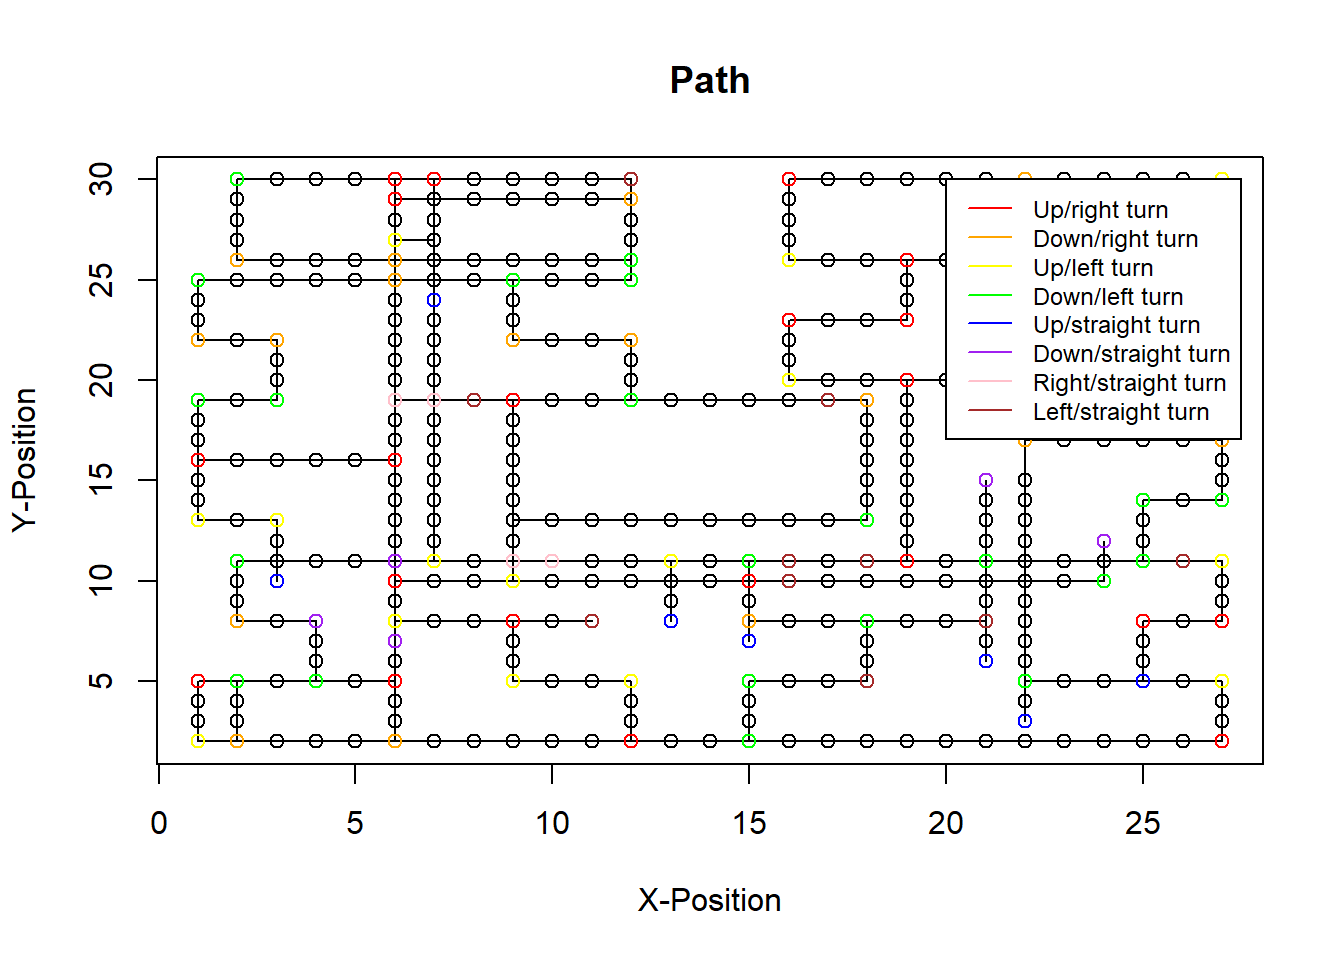 Path
30
25
20
15
10
5
Y-Position
Up/right turn
Down/right turn
Up/left turn
Down/left turn
Up/straight turn
Down/straight turn
Right/straight turn
Left/straight turn
0 5 10 15 20 25
X-Position